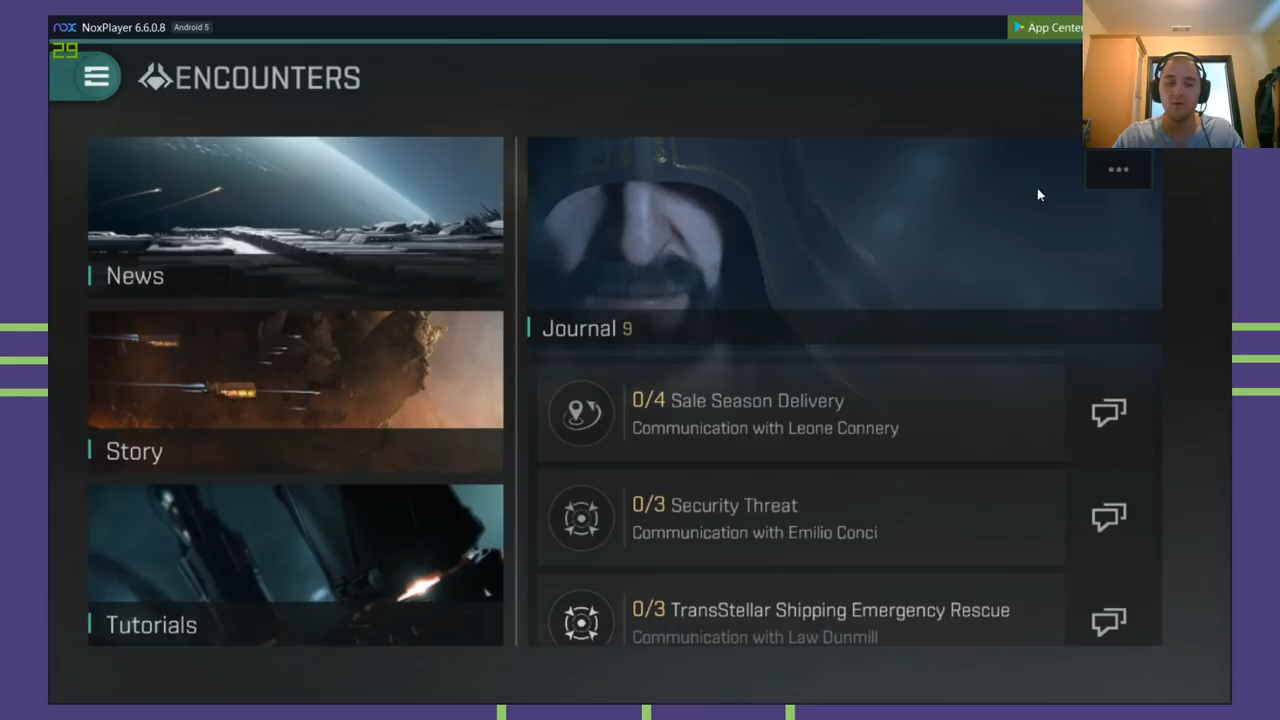 nox NoxPlayer 6.6.0.8 Android 5
App Center
29
ENCOUNTERS
News
Story
Tutorials
Journal 9
0/4 Sale Season Delivery
Communication with Leone Connery
0/3 Security Threat
Communication with Emilio Conci
0/3 TransStellar Shipping Emergency Rescue
Communication with Law Dunmill